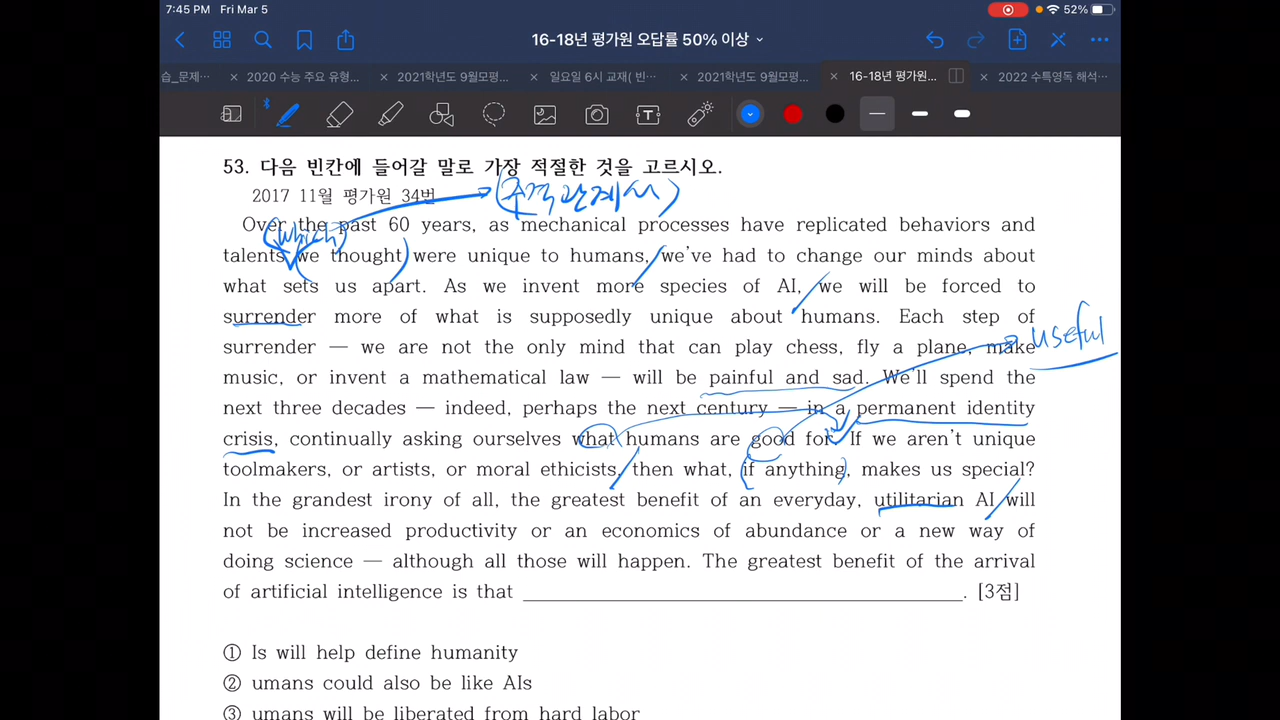 7:45 PM Fri Mar 5
52%
16-18년 평가원 오답률 50% 이상
습_문제…
2020 수능 주요 유형…
2021학년도 9월모평…
일요일 6시 교재( 빈…
2021학년도 9월모평…
16-18년 평가원…
2022 수특영독 해석…
53. 다음 빈칸에 들어갈 말로 가장 적절한 것을 고르시오.
2017 11월 평가원 34번
(주격관계사)
Over the past 60 years, as mechanical processes have replicated behaviors and
(which)
talents we thought were unique to humans, we've had to change our minds about
what sets us apart. As we invent more species of AI, we will be forced to
surrender more of what is supposedly unique about humans. Each step of
surrender — we are not the only mind that can play chess, fly a plane, make
useful
music, or invent a mathematical law — will be painful and sad. We'll spend the
next three decades — indeed, perhaps the next century — in a permanent identity
crisis, continually asking ourselves what humans are good for. If we aren't unique
toolmakers, or artists, or moral ethicists, then what, if anything, makes us special?
In the grandest irony of all, the greatest benefit of an everyday, utilitarian AI will
not be increased productivity or an economics of abundance or a new way of
doing science — although all those will happen. The greatest benefit of the arrival
of artificial intelligence is that ____________________. [3점]
① Is will help define humanity
② umans could also be like AIs
③ umans will be liberated from hard labor